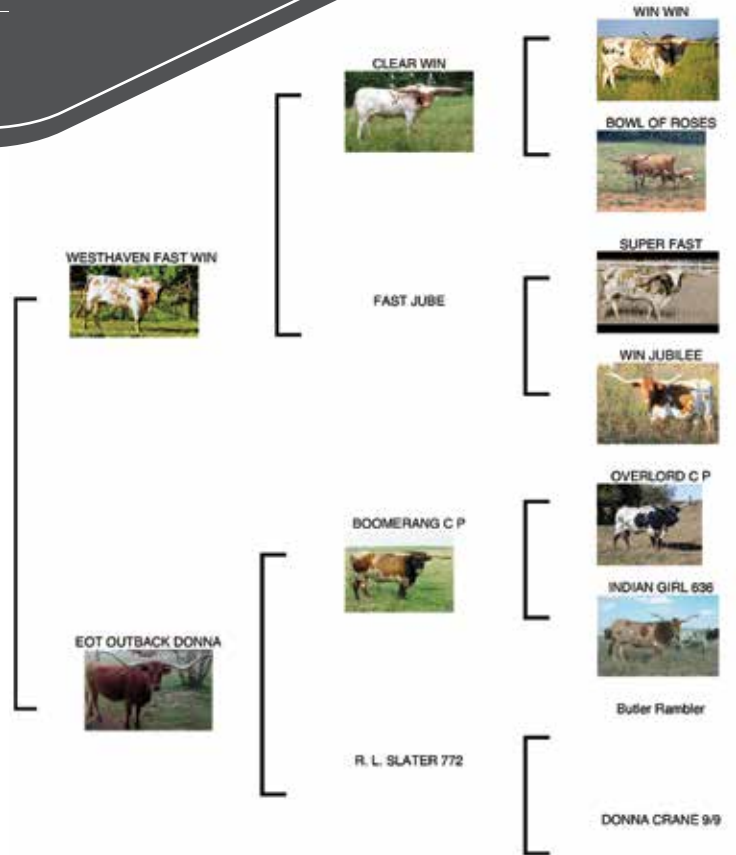 WIN WIN
CLEAR WIN
BOWL OF ROSES
WESTHAVEN FAST WIN
SUPER FAST
FAST JUBE
WIN JUBILEE
OVERLORD C P
BOOMERANG C P
INDIAN GIRL 636
EOT OUTBACK DONNA
Butler Rambler
R. L. SLATER 772
DONNA CRANE 9/9